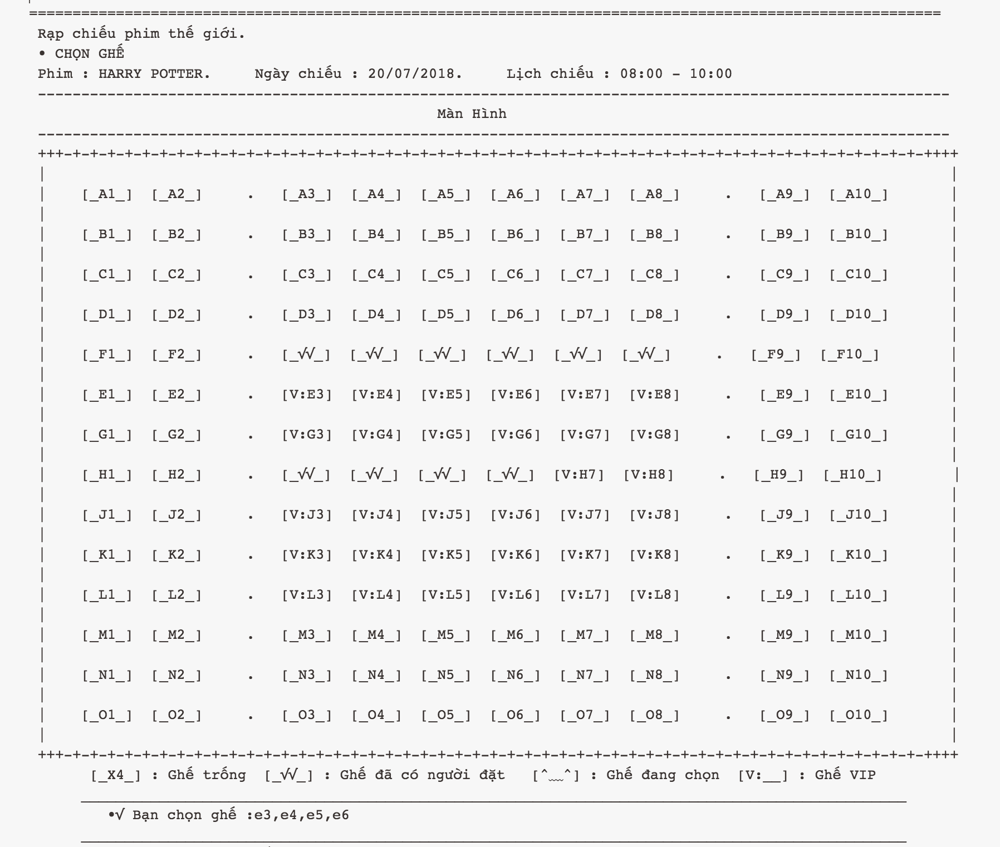 =========================================================================================================
Rạp chiếu phim thế giới.
• CHỌN GHẾ
Phim : HARRY POTTER.     Ngày chiếu : 20/07/2018.     Lịch chiếu : 08:00 - 10:00
---------------------------------------------------------------------------------------------------------
Màn Hình
---------------------------------------------------------------------------------------------------------
+++-+-+-+-+-+-+-+-+-+-+-+-+-+-+-+-+-+-+-+-+-+-+-+-+-+-+-+-+-+-+-+-+-+-+-+-+-+-+-+-+-+-+-+-+-+-+-+-+-+-++++
| |
| [_A1_] [_A2_] . [_A3_] [_A4_] [_A5_] [_A6_] [_A7_] [_A8_] . [_A9_] [_A10_] |
| |
| [_B1_] [_B2_] . [_B3_] [_B4_] [_B5_] [_B6_] [_B7_] [_B8_] . [_B9_] [_B10_] |
| |
| [_C1_] [_C2_] . [_C3_] [_C4_] [_C5_] [_C6_] [_C7_] [_C8_] . [_C9_] [_C10_] |
| |
| [_D1_] [_D2_] . [_D3_] [_D4_] [_D5_] [_D6_] [_D7_] [_D8_] . [_D9_] [_D10_] |
| |
| [_F1_] [_F2_] . [_√√_] [_√√_] [_√√_] [_√√_] [_√√_] [_√√_] . [_F9_] [_F10_] |
| |
| [_E1_] [_E2_] . [V:E3] [V:E4] [V:E5] [V:E6] [V:E7] [V:E8] . [_E9_] [_E10_] |
| |
| [_G1_] [_G2_] . [V:G3] [V:G4] [V:G5] [V:G6] [V:G7] [V:G8] . [_G9_] [_G10_] |
| |
| [_H1_] [_H2_] . [_√√_] [_√√_] [_√√_] [_√√_] [V:H7] [V:H8] . [_H9_] [_H10_] |
| |
| [_J1_] [_J2_] . [V:J3] [V:J4] [V:J5] [V:J6] [V:J7] [V:J8] . [_J9_] [_J10_] |
| |
| [_K1_] [_K2_] . [V:K3] [V:K4] [V:K5] [V:K6] [V:K7] [V:K8] . [_K9_] [_K10_] |
| |
| [_L1_] [_L2_] . [V:L3] [V:L4] [V:L5] [V:L6] [V:L7] [V:L8] . [_L9_] [_L10_] |
| |
| [_M1_] [_M2_] . [_M3_] [_M4_] [_M5_] [_M6_] [_M7_] [_M8_] . [_M9_] [_M10_] |
| |
| [_N1_] [_N2_] . [_N3_] [_N4_] [_N5_] [_N6_] [_N7_] [_N8_] . [_N9_] [_N10_] |
| |
| [_O1_] [_O2_] . [_O3_] [_O4_] [_O5_] [_O6_] [_O7_] [_O8_] . [_O9_] [_O10_] |
| |
+++-+-+-+-+-+-+-+-+-+-+-+-+-+-+-+-+-+-+-+-+-+-+-+-+-+-+-+-+-+-+-+-+-+-+-+-+-+-+-+-+-+-+-+-+-+-+-+-+-+-++++
[_X4_] : Ghế trống [_√√_] : Ghế đã có người đặt [^﹏^] : Ghế đang chọn [V:__] : Ghế VIP
•√ Bạn chọn ghế :e3,e4,e5,e6